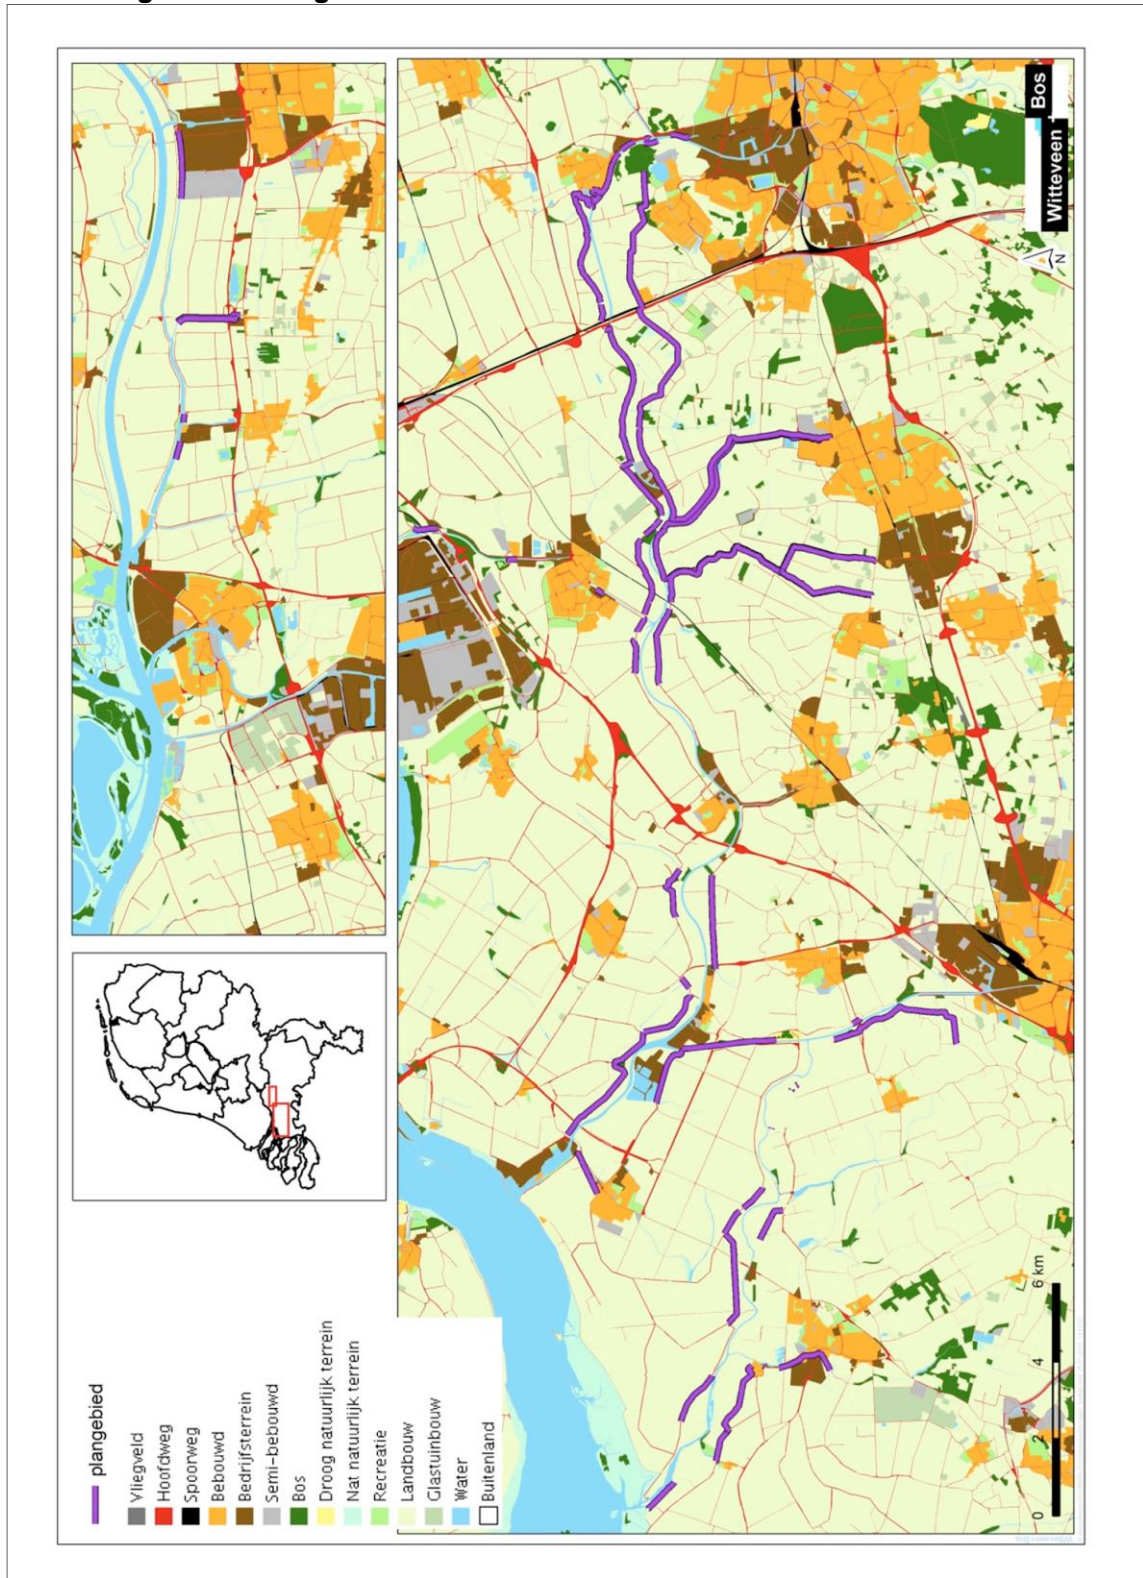 plangebied
Vliegveld
Hoofdweg
Spoorweg
Bebouwd
Bedrijfsterrein
Semi-bebouwd
Bos
Droog natuurlijk terrein
Nat natuurlijk terrein
Recreatie
Landbouw
Glastuinbouw
Water
Buitenland
0 2 4 6 km
N
Witteveen
Bos